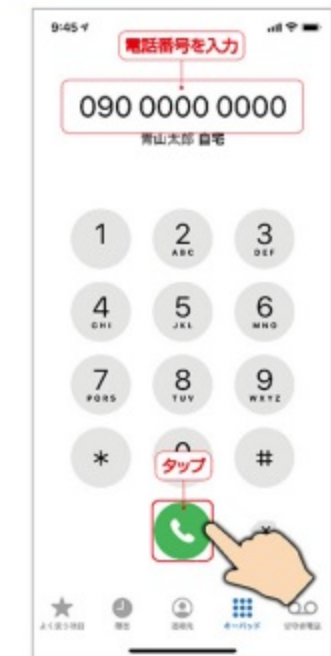 9:45
電話番号を入力
090 0000 0000
青山太郎 自宅
1
2
ABC
3
DEF
4
GHI
5
JKL
6
MNO
7
PQRS
8
TUV
9
WXYZ
*
タップ
#
よく使う項目
履歴
連絡先
キーパッド
留守番電話